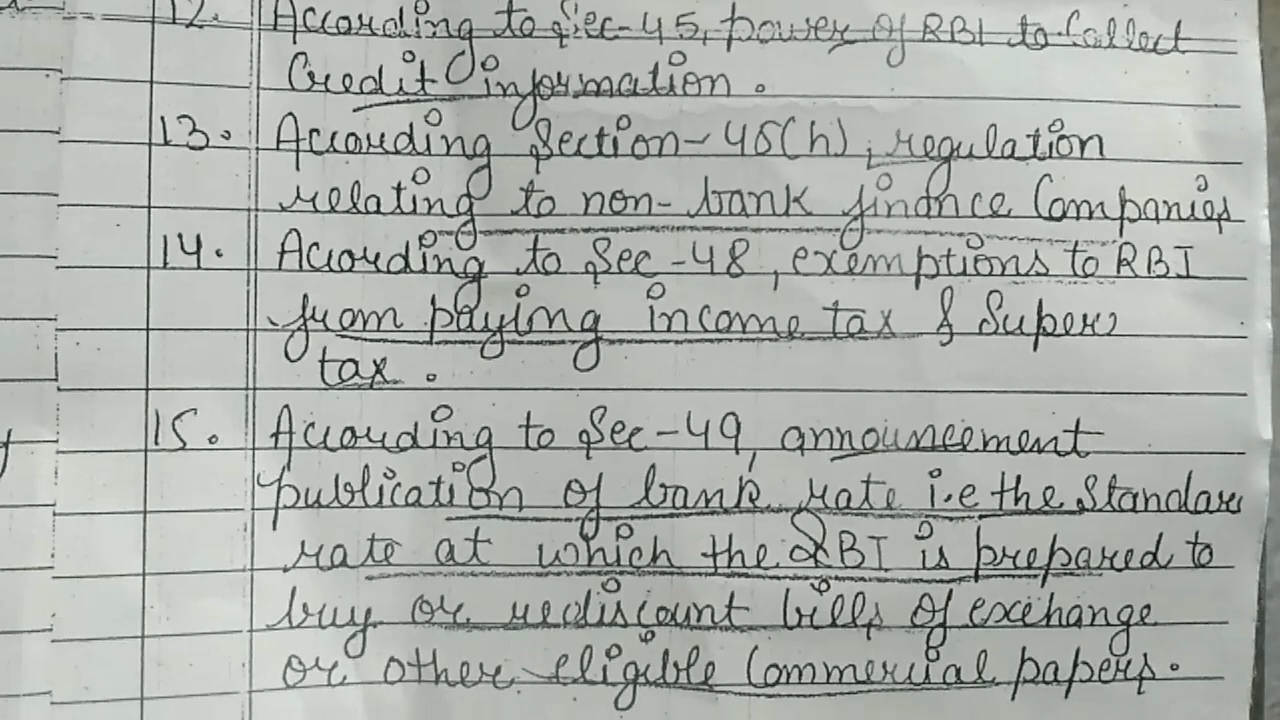 12. According to Sec-45, power of RBI to Collect
Credit information.
13. According Section-45(h), regulation
relating to non-bank finance Companies
14. According to Sec-48, exemptions to RBI
from paying income tax & Super
tax.
15. According to Sec-49, announcement
publication of bank rate i.e the Standar
rate at which the RBI is prepared to
buy or rediscount bills of exchange
or other eligible Commercial papers.